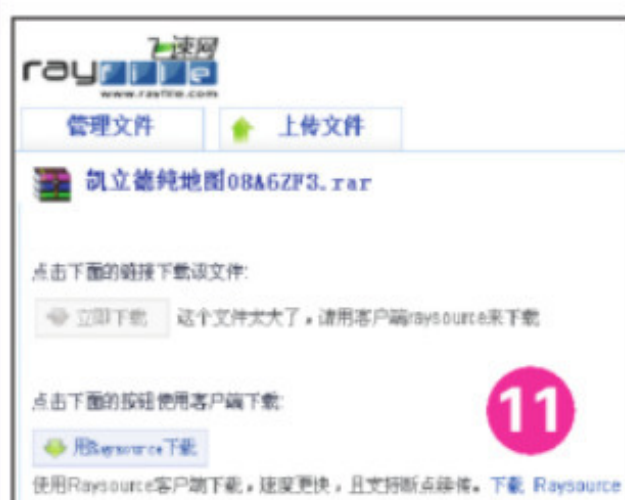 飞速网
rayfile
www.rayfile.com
管理文件 上传文件
凯立德纯地图08A6ZF3.rar
点击下面的链接下载该文件:
立即下载 这个文件太大了，请用客户端raysource来下载
点击下面的按钮使用客户端下载:
11
用Raysource下载
使用Raysource客户端下载，速度更快，且支持断点续传。下载 Raysource